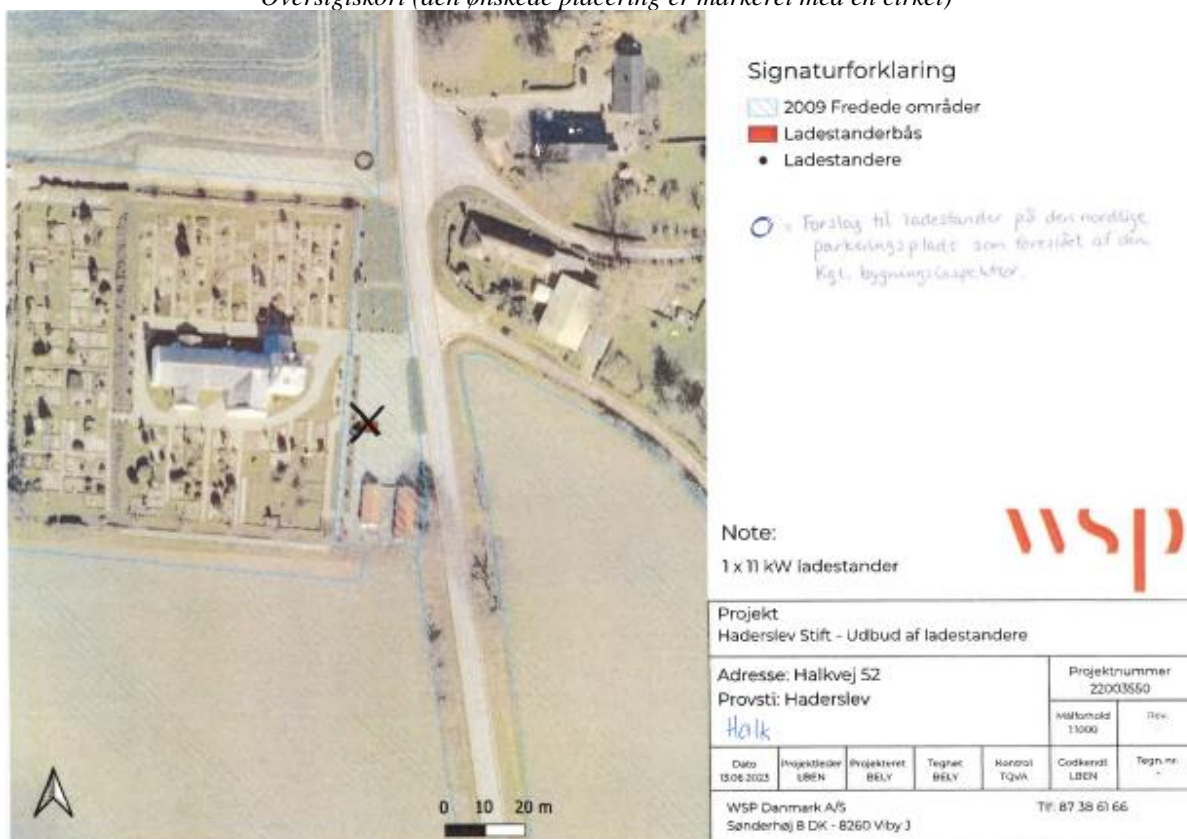 Oversigtskort (den ønskede placering er markeret med en cirkel)
Signaturforklaring
2009 Fredede områder
Ladestanderbås
Ladestandere
= Forslag til ladestander på den nordlige
parkeringsplads som foreslået af den
Kgl. bygningsinspektør.
Note:
1 x 11 kW ladestander
wsp
Projekt
Haderslev Stift - Udbud af ladestandere
Adresse: Halkvej 52
Provsti: Haderslev
Halk
Projektnummer
22003550
Målforhold
1:1000
Rev.
-
Dato
13.06.2023
Projektleder
LBEN
Projekteret
BELY
Tegnet
BELY
Kontrol
TQVA
Godkendt
LBEN
Tegn. nr.
-
0 10 20 m
WSP Danmark A/S
Sønderhøj 8 DK - 8260 Viby J
Tlf: 87 38 61 66